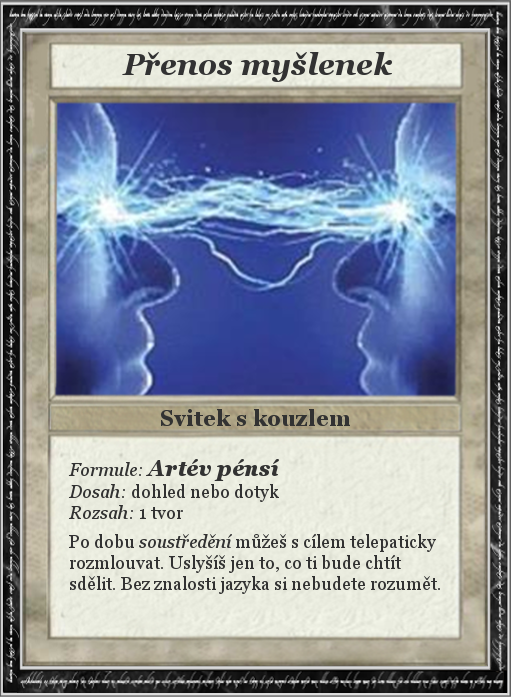 Přenos myšlenek
Svitek s kouzlem
Formule: Artév pénsí
Dosah: dohled nebo dotyk
Rozsah: 1 tvor
Po dobu soustředění můžeš s cílem telepaticky
rozmlouvat. Uslyšíš jen to, co ti bude chtít
sdělit. Bez znalosti jazyka si nebudete rozumět.